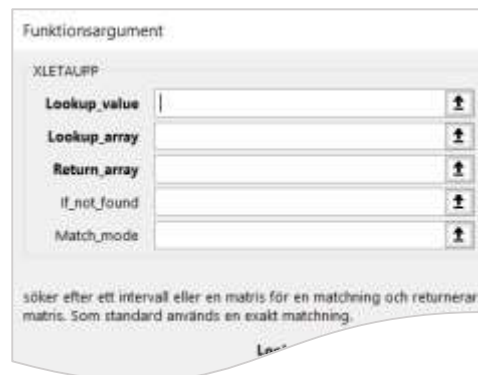 Funktionsargument
XLETAUPP
Lookup_value
Lookup_array
Return_array
If_not_found
Match_mode
söker efter ett intervall eller en matris för en matchning och returnerar
matris. Som standard används en exakt matchning.